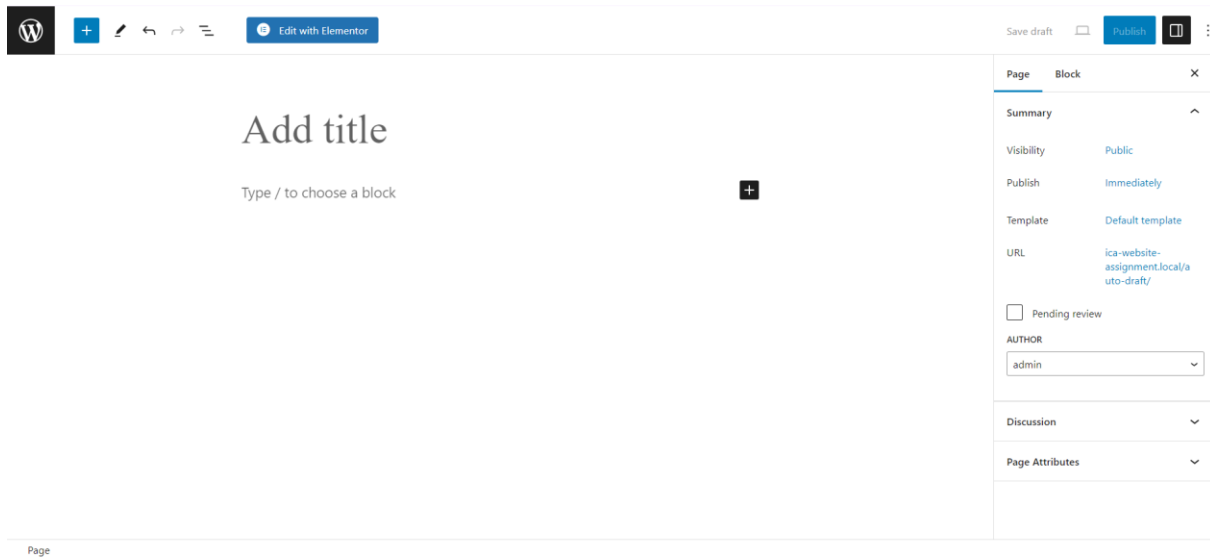 Edit with Elementor
Save draft
Publish
Page Block
Add title
Type / to choose a block
Summary
Visibility Public
Publish Immediately
Template Default template
URL ica-website-
assignment.local/a
uto-draft/
Pending review
AUTHOR
admin
Discussion
Page Attributes
Page